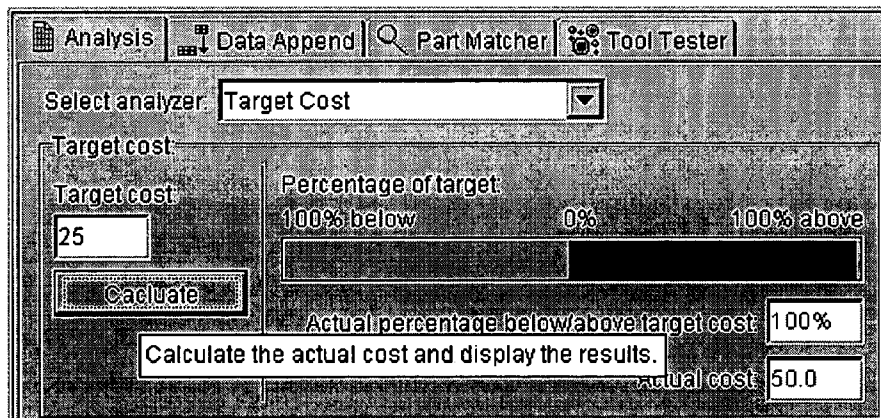 Analysis Data Append Part Matcher Tool Tester
Select analyzer: Target Cost
Target cost:
Target cost:
25
Cacluate
Percentage of target:
100% below 0% 100% above
Actual percentage below/above target cost: 100%
Calculate the actual cost and display the results.
Actual cost: 50.0